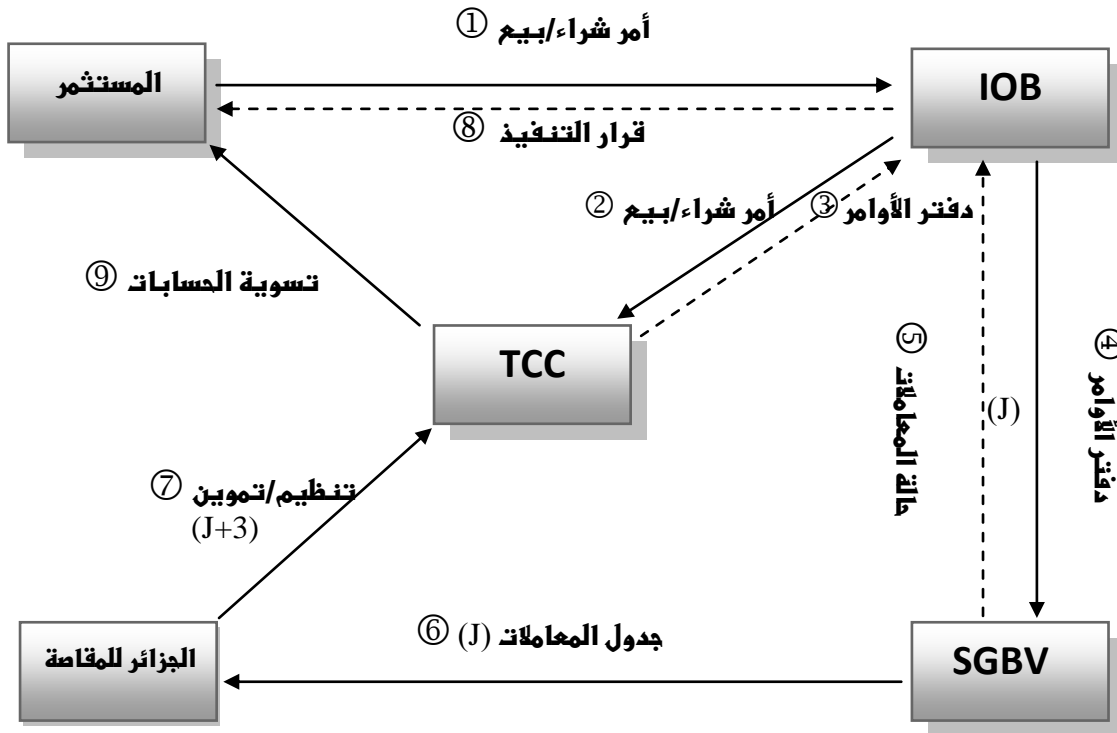 ① أمر شراء/بيع
المستثمر
IOB
⑧ قرار التنفيذ
② أمر شراء/بيع
③ دفتر الأوامر
⑨ تسوية الحسابات
TCC
⑤ حالة المعاملات
(J)
④ دفتر الأوامر
⑦ تنظيم/تموين
(J+3)
⑥ جدول المعاملات (J)
الجزائر للمقاصة
SGBV